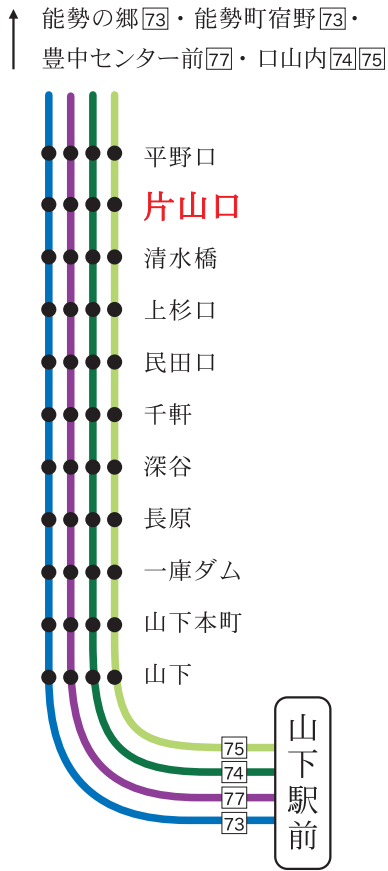 能勢の郷73・能勢町宿野73・
豊中センター前77・口山内74 75
平野口
片山口
清水橋
上杉口
民田口
千軒
深谷
長原
一庫ダム
山下本町
山下
75
74
77
73
山下駅前